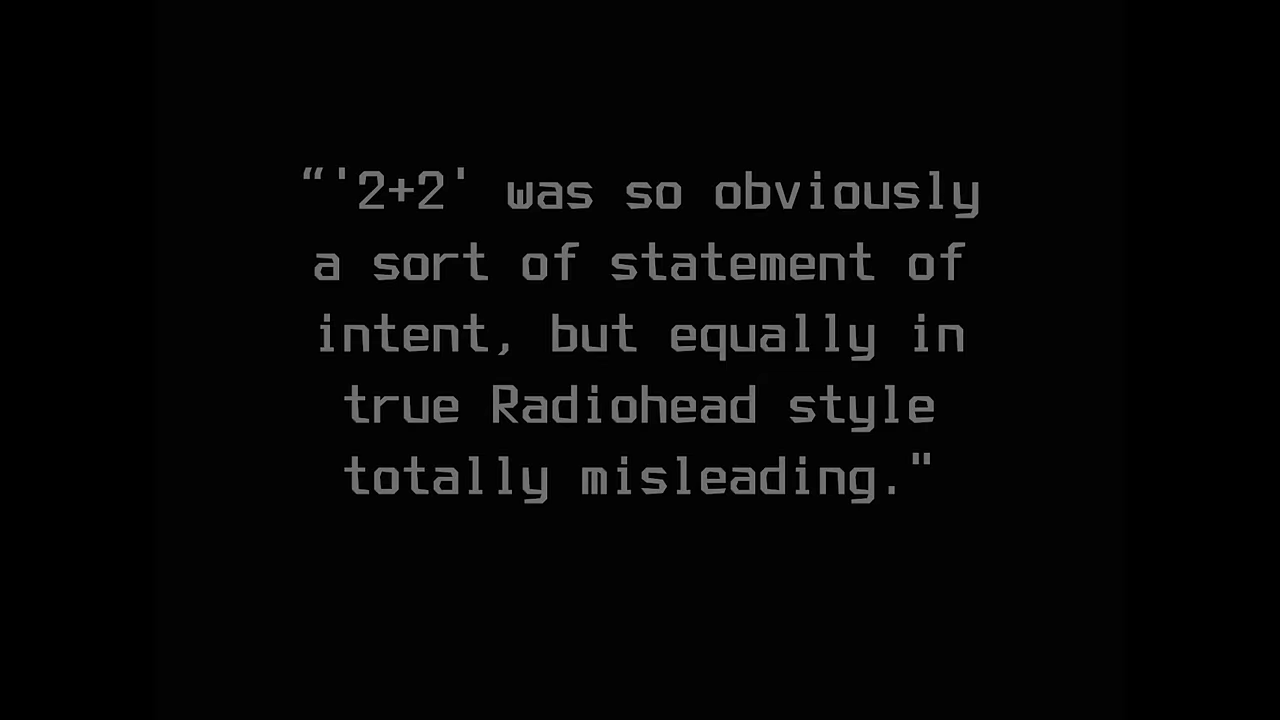 “'2+2' was so obviously
a sort of statement of
intent, but equally in
true Radiohead style
totally misleading."